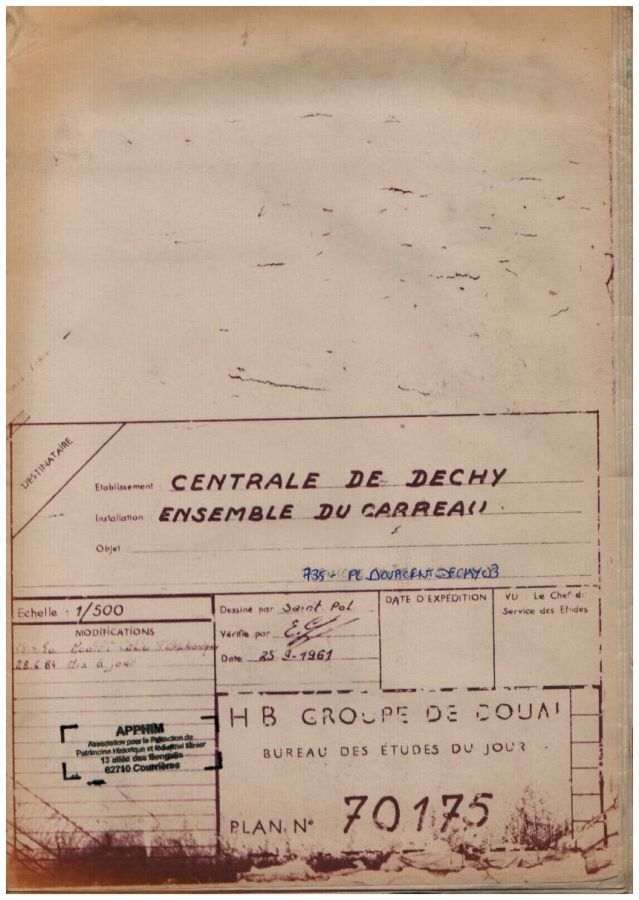 DESTINATAIRE
Etablissement CENTRALE DE DECHY
Installation ENSEMBLE DU CARREAU
Objet
735 - PL DOUACENT DECHY 03
Echelle : 1/500
MODIFICATIONS
28.6.84 Mis à jour
APPHIM
Association pour la Protection du
Patrimoine Historique et Industriel Minier
13 allée des Bengalis
62710 Courrières
Dessiné par Saint Pol
Vérifié par
Date 25 9-1961
DATE D'EXPÉDITION
VU Le Chef d
Service des Etudes
H B GROUPE DE DOUAI
BUREAU DES ÉTUDES DU JOUR
PLAN. N° 70175